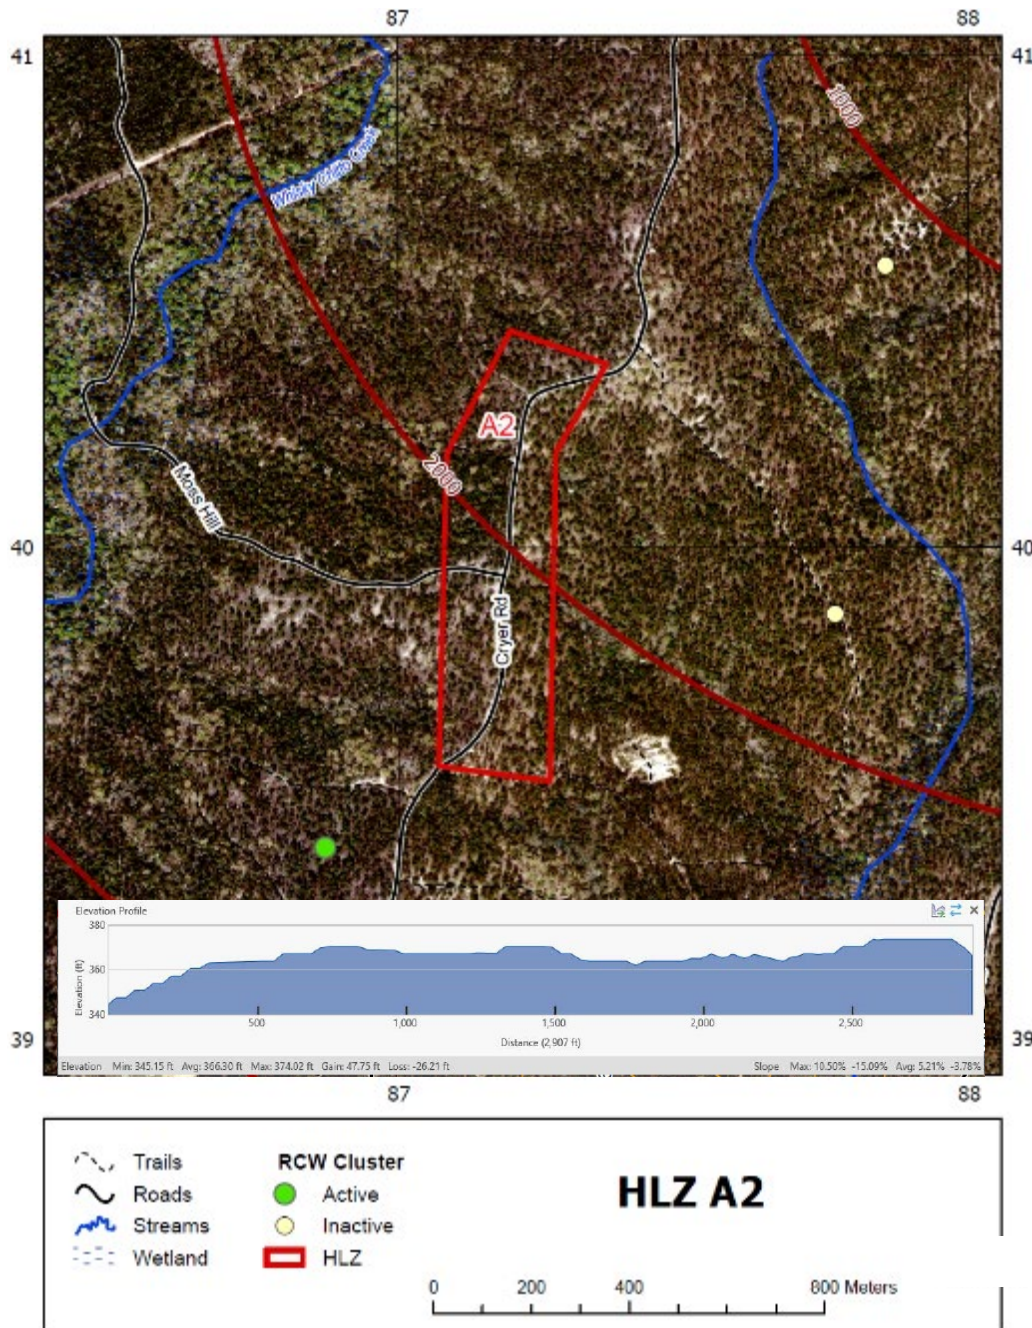 87 88
41 41
1000
Whisky Chitto Creek
A2
2000
Moss Hill
40 40
Cryer Rd
Elevation Profile
Elevation (ft)
380
360
340
500 1,000 1,500 2,000 2,500
Distance (2,907 ft)
39 39
Elevation Min: 345.15 ft Avg: 366.30 ft Max: 374.02 ft Gain: 47.75 ft Loss: -26.21 ft Slope Max: 10.50% -15.09% Avg: 5.21% -3.78%
87 88
Trails
Roads
Streams
Wetland
RCW Cluster
Active
Inactive
HLZ
HLZ A2
0 200 400 800 Meters